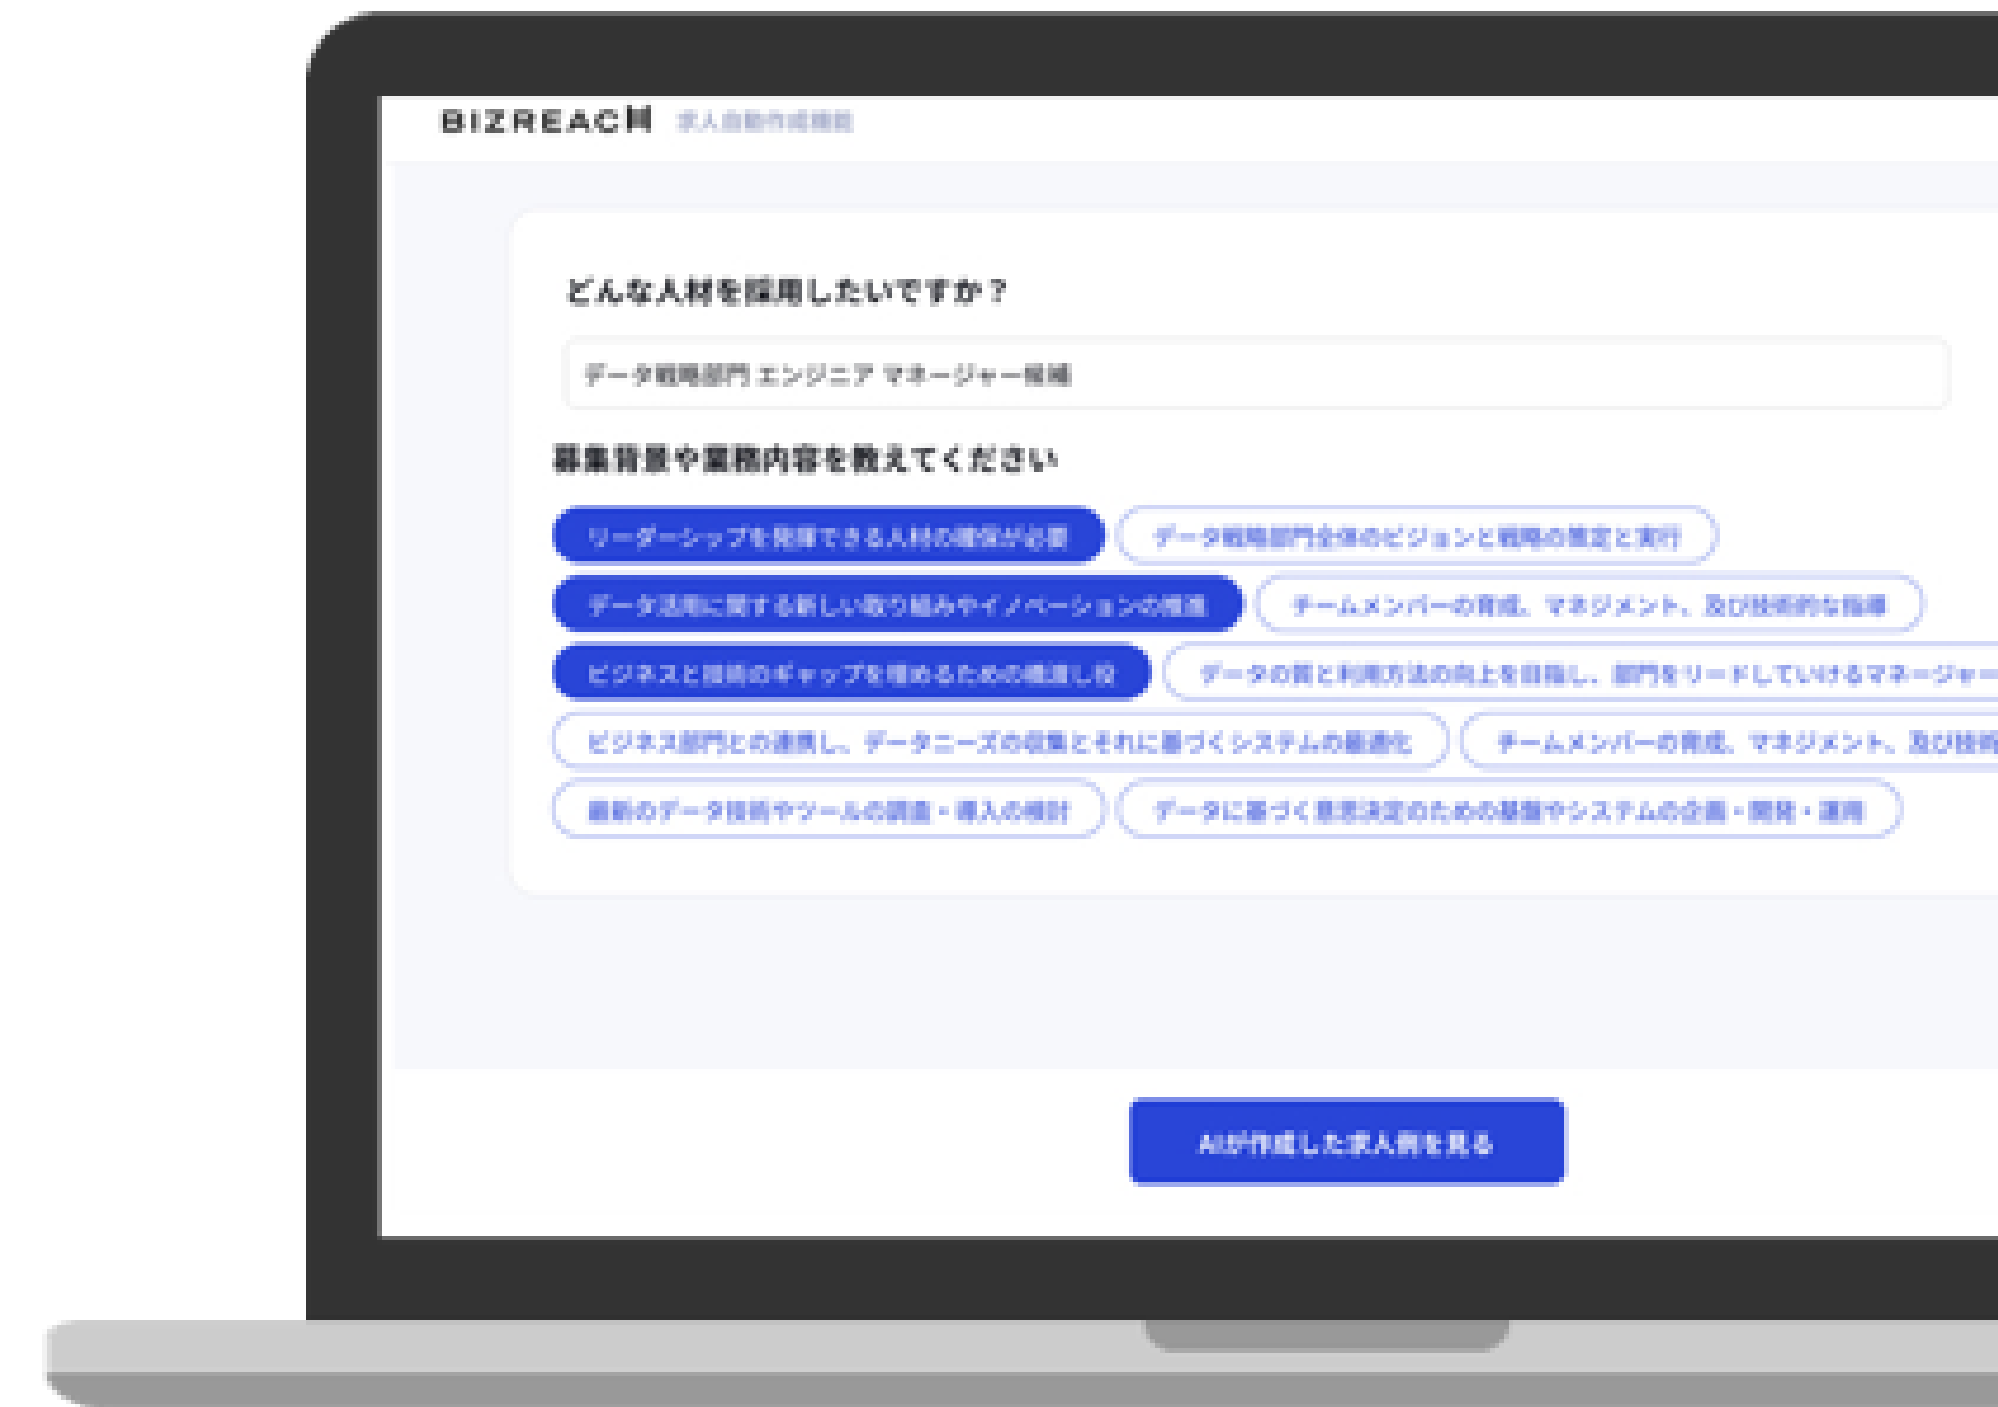 BIZREACH 求人自動作成機能
どんな人材を採用したいですか？
データ戦略部門 エンジニア マネージャー候補
募集背景や業務内容を教えてください
リーダーシップを発揮できる人材の確保が必要 データ戦略部門全体のビジョンと戦略の策定と実行
データ活用に関する新しい取り組みやイノベーションの推進 チームメンバーの育成、マネジメント、及び技術的な指導
ビジネスと技術のギャップを埋めるための橋渡し役 データの質と利用方法の向上を目指し、部門をリードしていけるマネージャー
ビジネス部門との連携し、データニーズの収集とそれに基づくシステムの最適化 チームメンバーの育成、マネジメント、及び技術
最新のデータ技術やツールの調査・導入の検討 データに基づく意思決定のための基盤やシステムの企画・開発・運用
AIが作成した求人例を見る